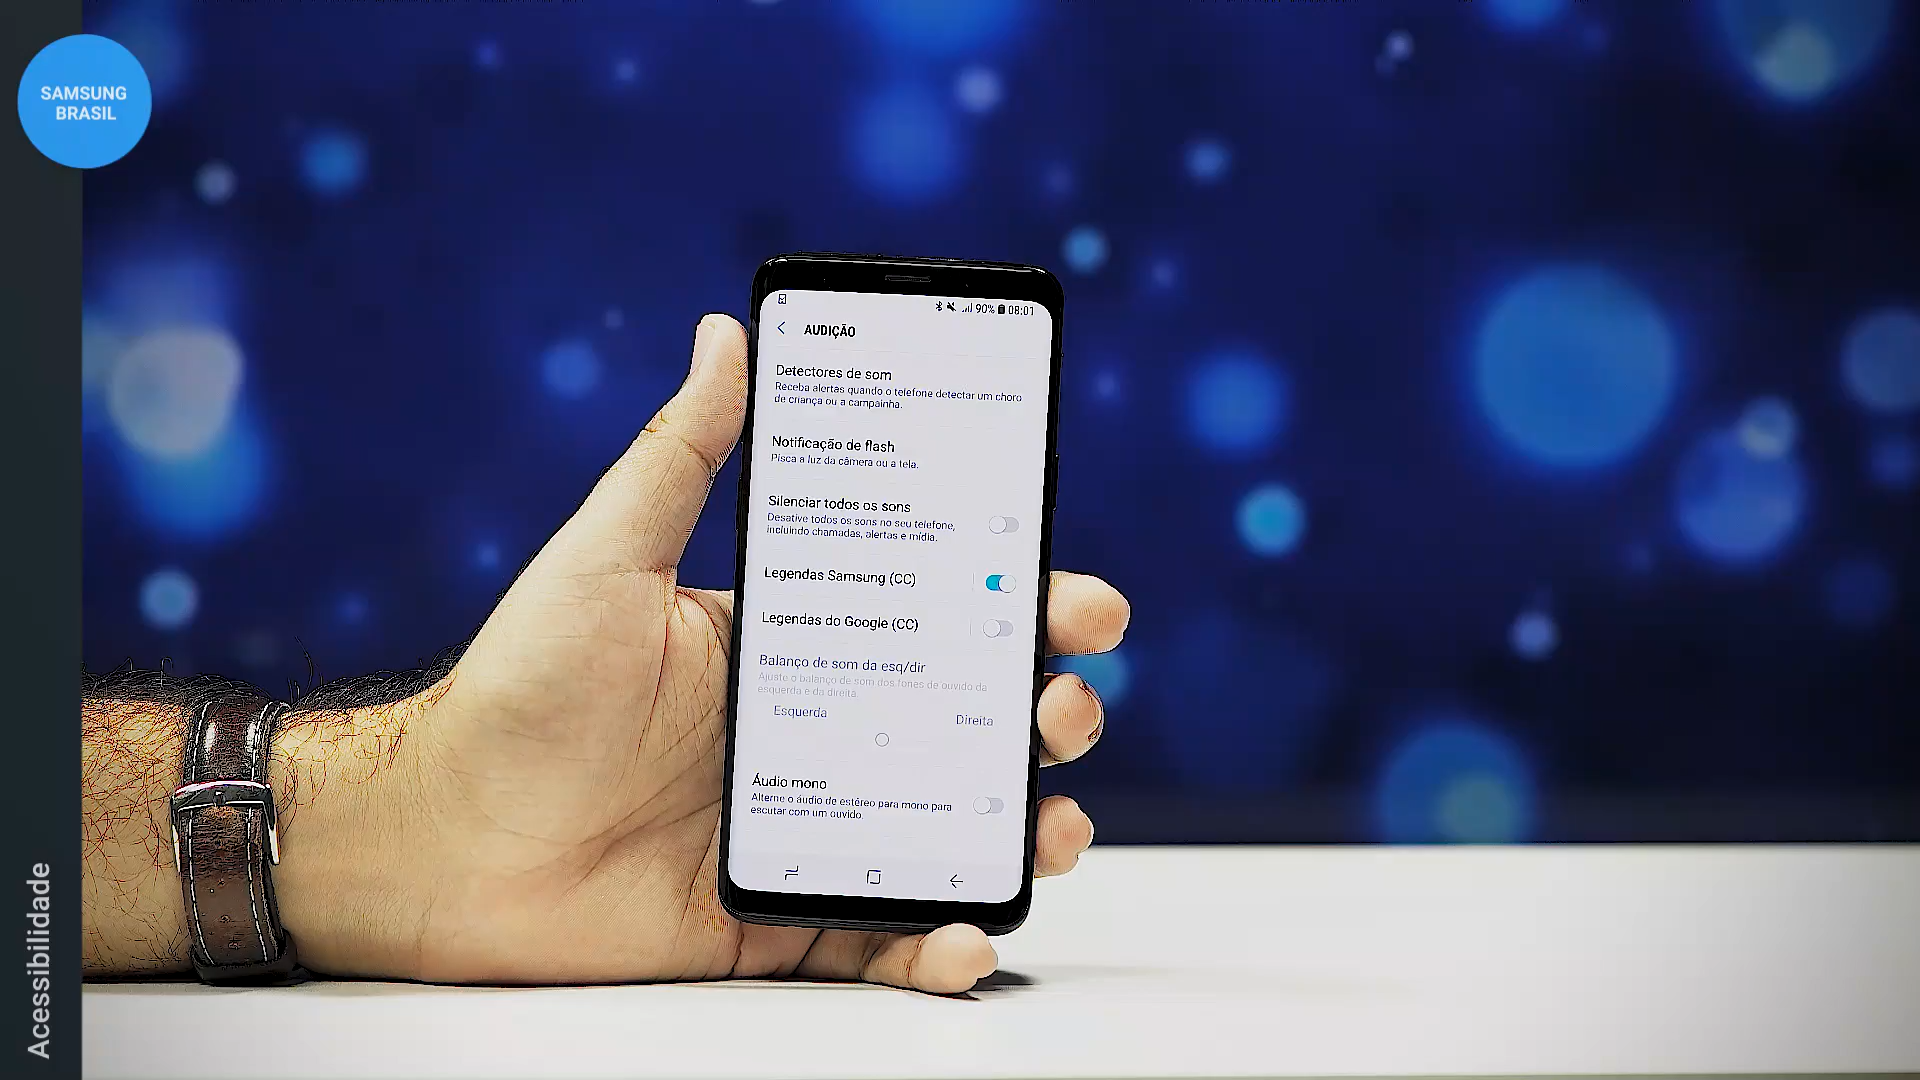 SAMSUNG
BRASIL
90% 08:01
AUDIÇÃO
Detectores de som
Receba alertas quando o telefone detectar um choro
de criança ou a campainha.
Notificação de flash
Pisca a luz da câmera ou a tela.
Silenciar todos os sons
Desative todos os sons no seu telefone,
incluindo chamadas, alertas e mídia.
Legendas Samsung (CC)
Legendas do Google (CC)
Balanço de som da esq/dir
Ajuste o balanço de som dos fones de ouvido da
esquerda e da direita.
Esquerda Direita
Áudio mono
Alterne o áudio de estéreo para mono para
escutar com um ouvido.
Acessibilidade